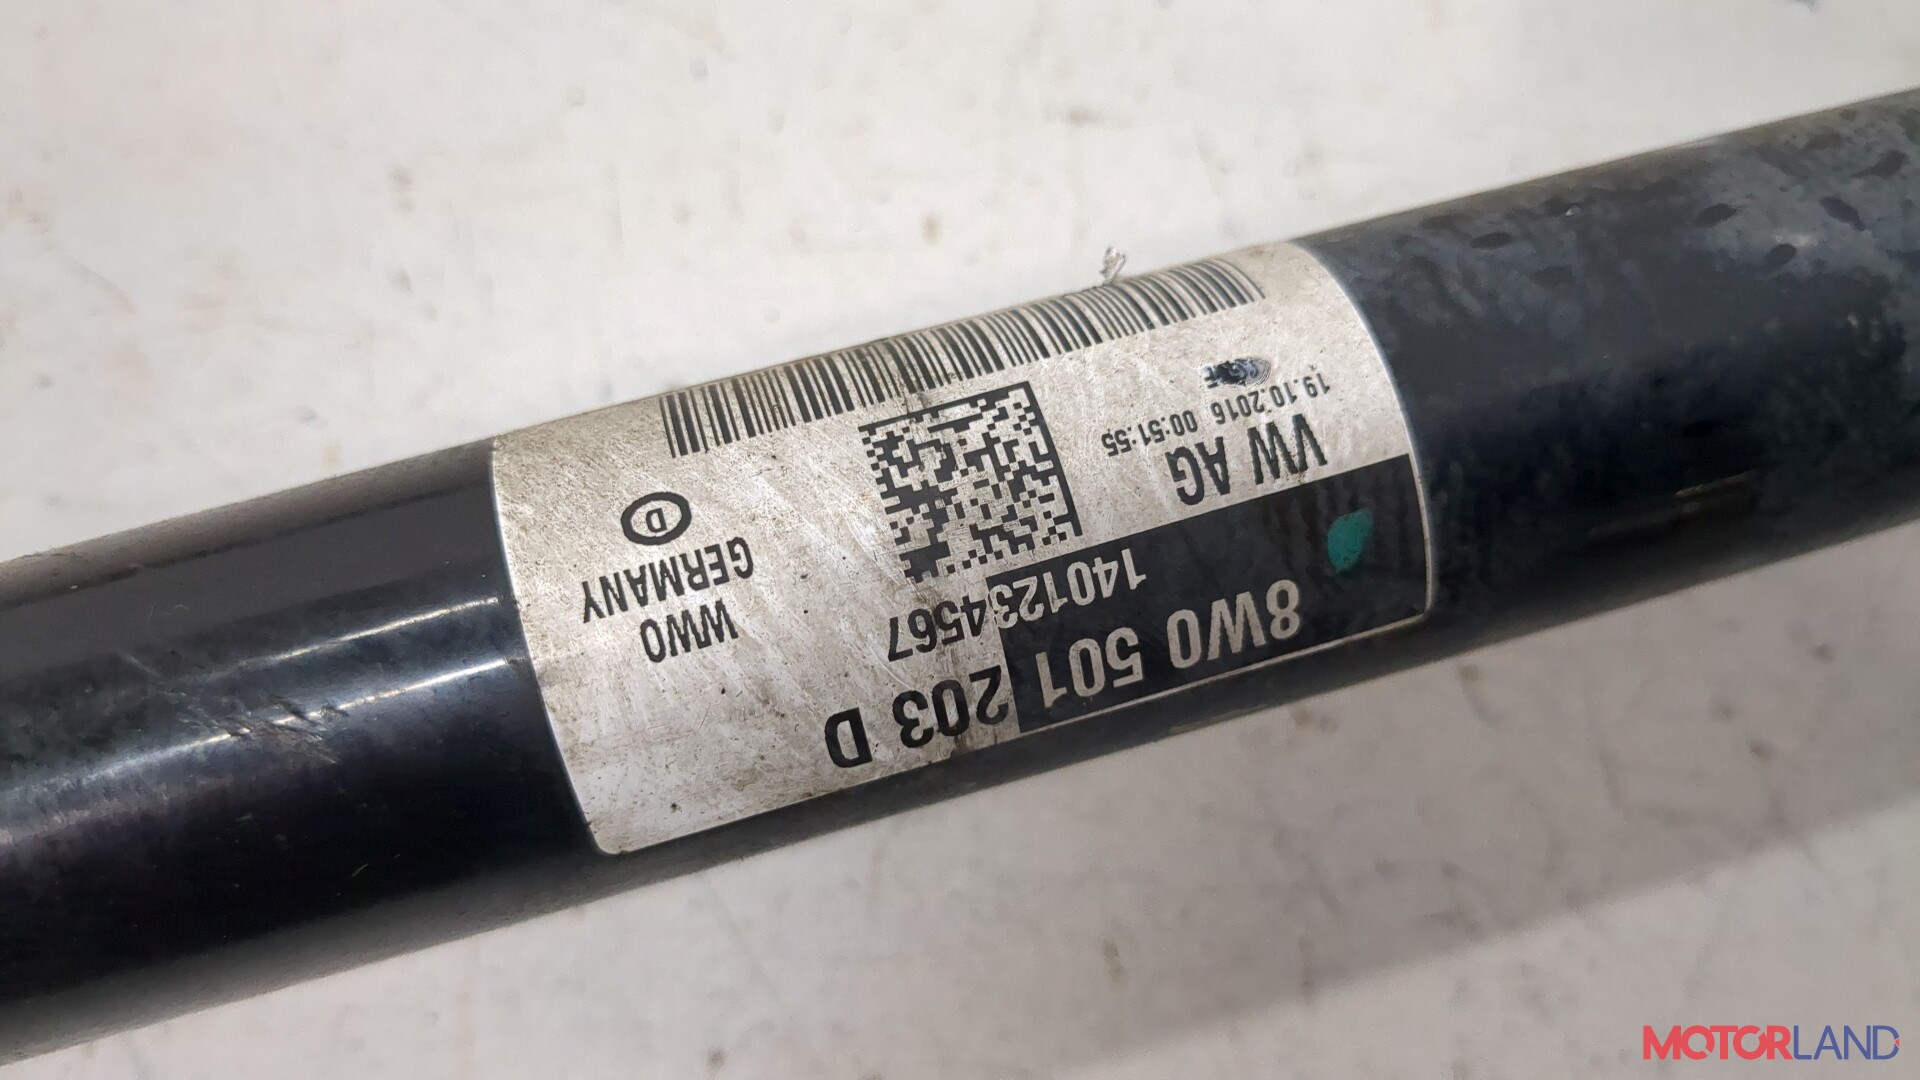 8W0 501 203 D
1401234567
VW AG
19.10.2016 00:51:55
WWO
GERMANY
D
MOTORLAND